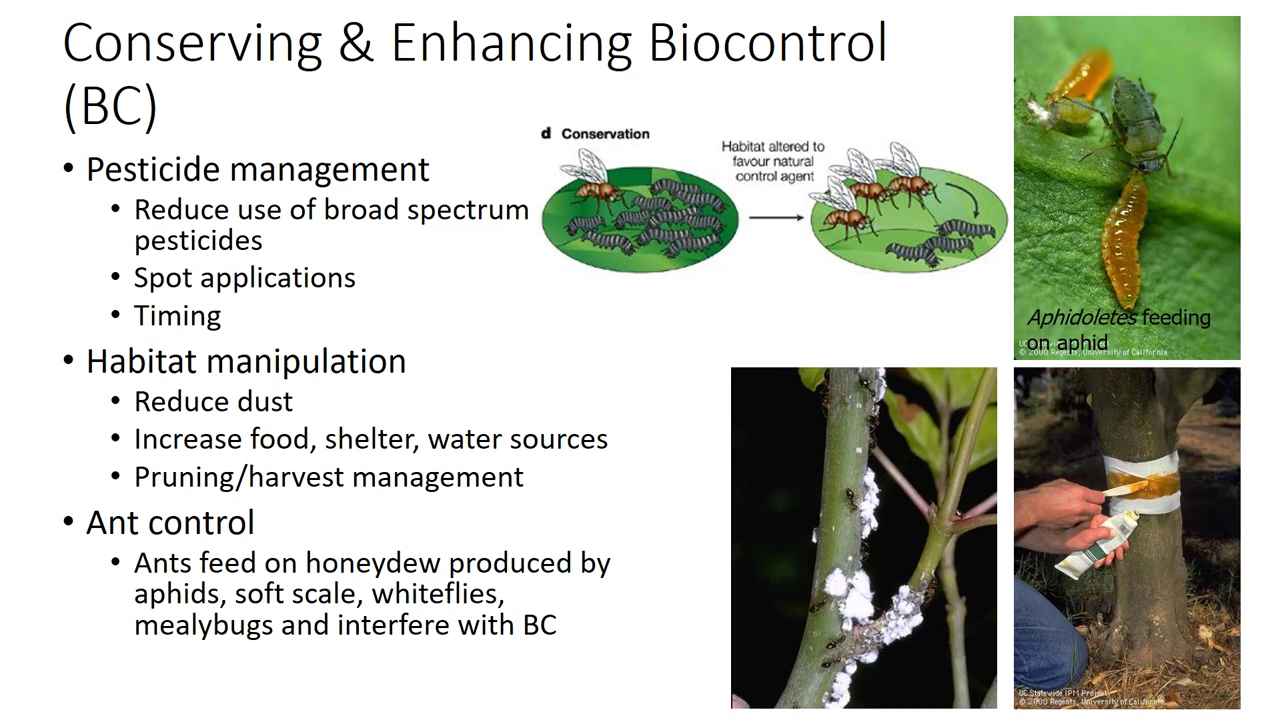 Conserving & Enhancing Biocontrol
(BC)
• Pesticide management
• Reduce use of broad spectrum
pesticides
• Spot applications
• Timing
• Habitat manipulation
• Reduce dust
• Increase food, shelter, water sources
• Pruning/harvest management
• Ant control
• Ants feed on honeydew produced by
aphids, soft scale, whiteflies,
mealybugs and interfere with BC
d Conservation
Habitat altered to
favour natural
control agent
Aphidoletes feeding
on aphid
© 2000 Regents, University of California
UC Statewide IPM Project
© 2000 Regents, University of California